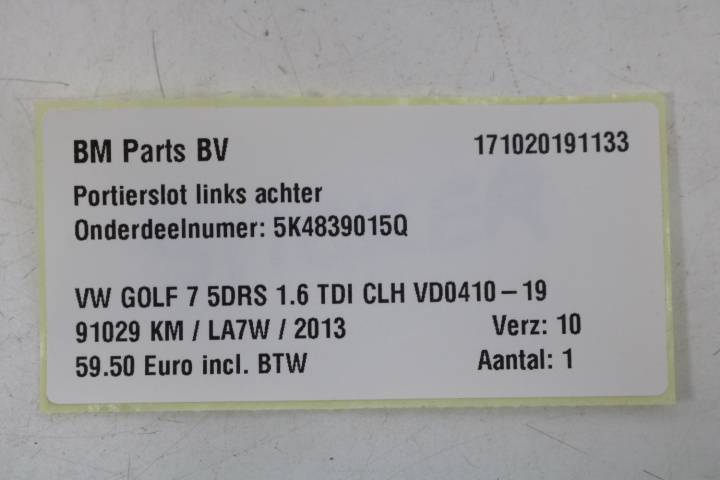 BM Parts BV 171020191133
Portierslot links achter
Onderdeelnumer: 5K4839015Q
VW GOLF 7 5DRS 1.6 TDI CLH VD0410-19
91029 KM / LA7W / 2013 Verz: 10
59.50 Euro incl. BTW Aantal: 1